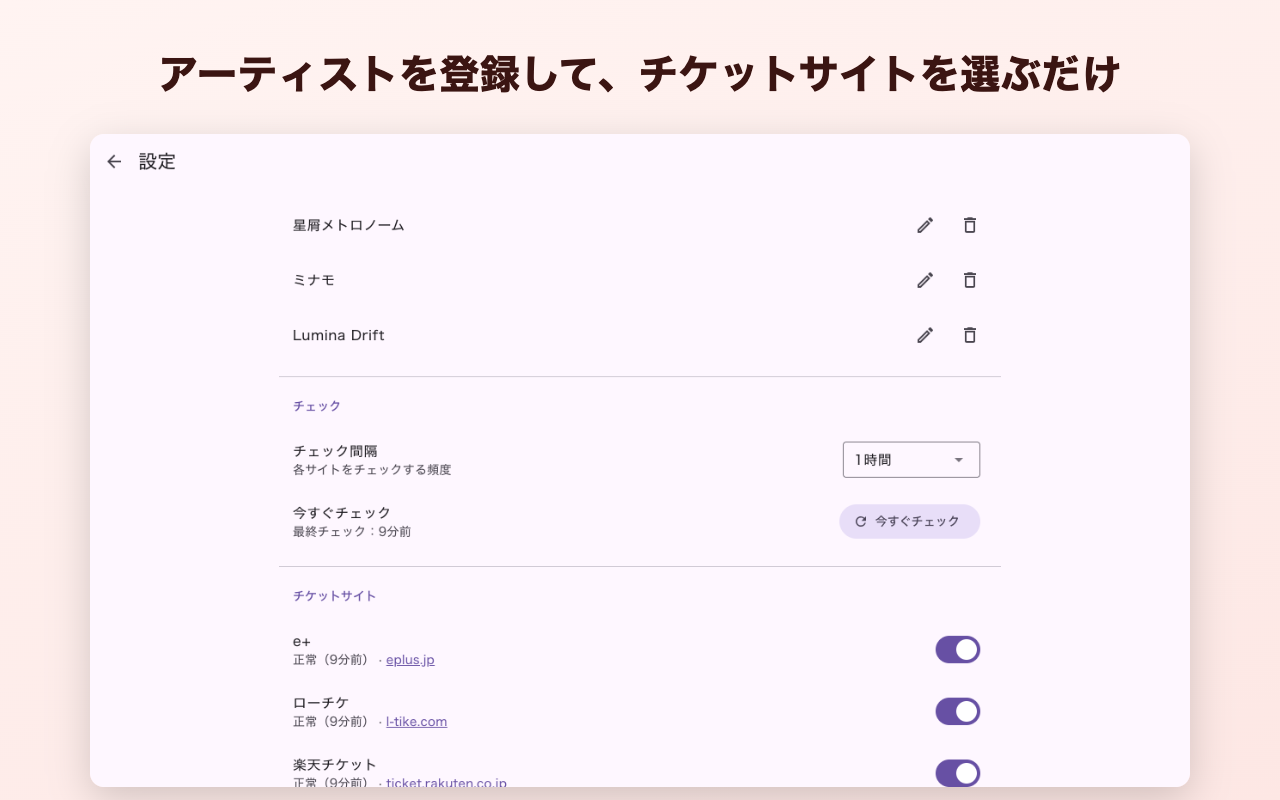 アーティストを登録して、チケットサイトを選ぶだけ
設定
星屑メトロノーム
ミナモ
Lumina Drift
チェック
チェック間隔
各サイトをチェックする頻度
1時間
今すぐチェック
最終チェック：9分前
今すぐチェック
チケットサイト
e+
正常（9分前） · eplus.jp
ローチケ
正常（9分前） · l-tike.com
楽天チケット
正常（9分前） · ticket.rakuten.co.jp